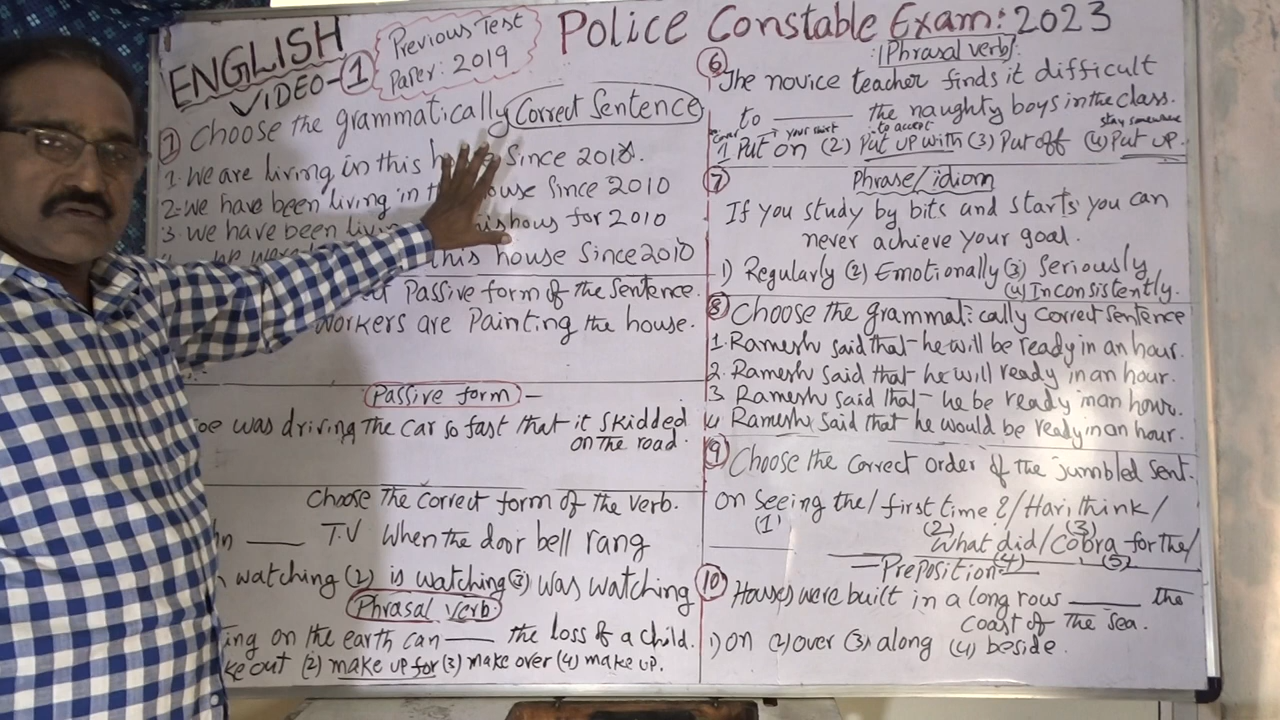 ENGLISH
VIDEO-1
Previous Test
Paper: 2019
Police Constable Exam: 2023
1 Choose the grammatically Correct Sentence
1. We are living in this since 2018.
2. We have been living in house since 2010
3 We have been hous for 2010
this house since 2010
Passive form of the sentence.
workers are Painting the house.
Passive form -
was driving the car so fast that it skidded
on the road.
Choose the correct form of the verb.
____ T.V When the door bell rang
watching (2) is watching (3) was watching
Phrasal verb
ing on the earth can ____ the loss of a child.
ke out (2) make up for (3) make over (4) make up.
6 (Phrasal verb)
The novice teacher finds it difficult
to ____ the naughty boys in the class.
your shirt to accept stay somewhere
1 Put on (2) Put up with (3) Put off (4) Put up.
7 Phrase/idiom
If you study by bits and starts you can
never achieve your goal.
1) Regularly (2) Emotionally (3) Seriously
(4) Inconsistently.
8 Choose the grammatically correct sentence
1. Ramesh said that he will be ready in an hour.
2. Ramesh said that he will ready in an hour.
3 Ramesh said that he be ready in an hour.
4 Ramesh said that he would be ready in an hour.
9 Choose the correct order of the jumbled sent.
on seeing the / first time ? / Hari think /
(1) (2) (3)
What did / Cobra for the /
(4) (5)
Preposition
10 Houses were built in a long rows ____ the
coast of the sea.
1) on (2) over (3) along (4) beside.